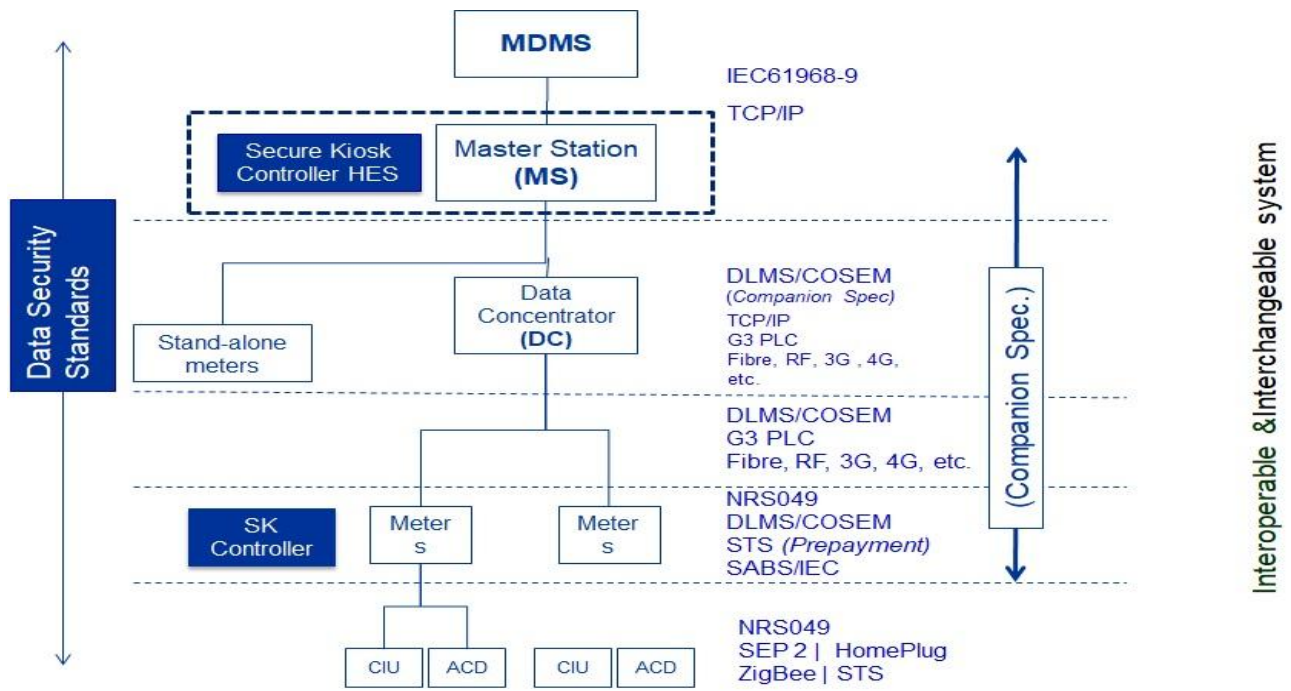 MDMS
IEC61968-9
TCP/IP
Secure Kiosk
Controller HES
Master Station
(MS)
Data Security
Standards
Interoperable &Interchangeable system
(Companion Spec.)
Data
Concentrator
(DC)
Stand-alone
meters
DLMS/COSEM
(Companion Spec)
TCP/IP
G3 PLC
Fibre, RF, 3G , 4G,
etc.
DLMS/COSEM
G3 PLC
Fibre, RF, 3G, 4G, etc.
SK
Controller
Meter
s
Meter
s
NRS049
DLMS/COSEM
STS (Prepayment)
SABS/IEC
CIU
ACD
CIU
ACD
NRS049
SEP 2 | HomePlug
ZigBee | STS